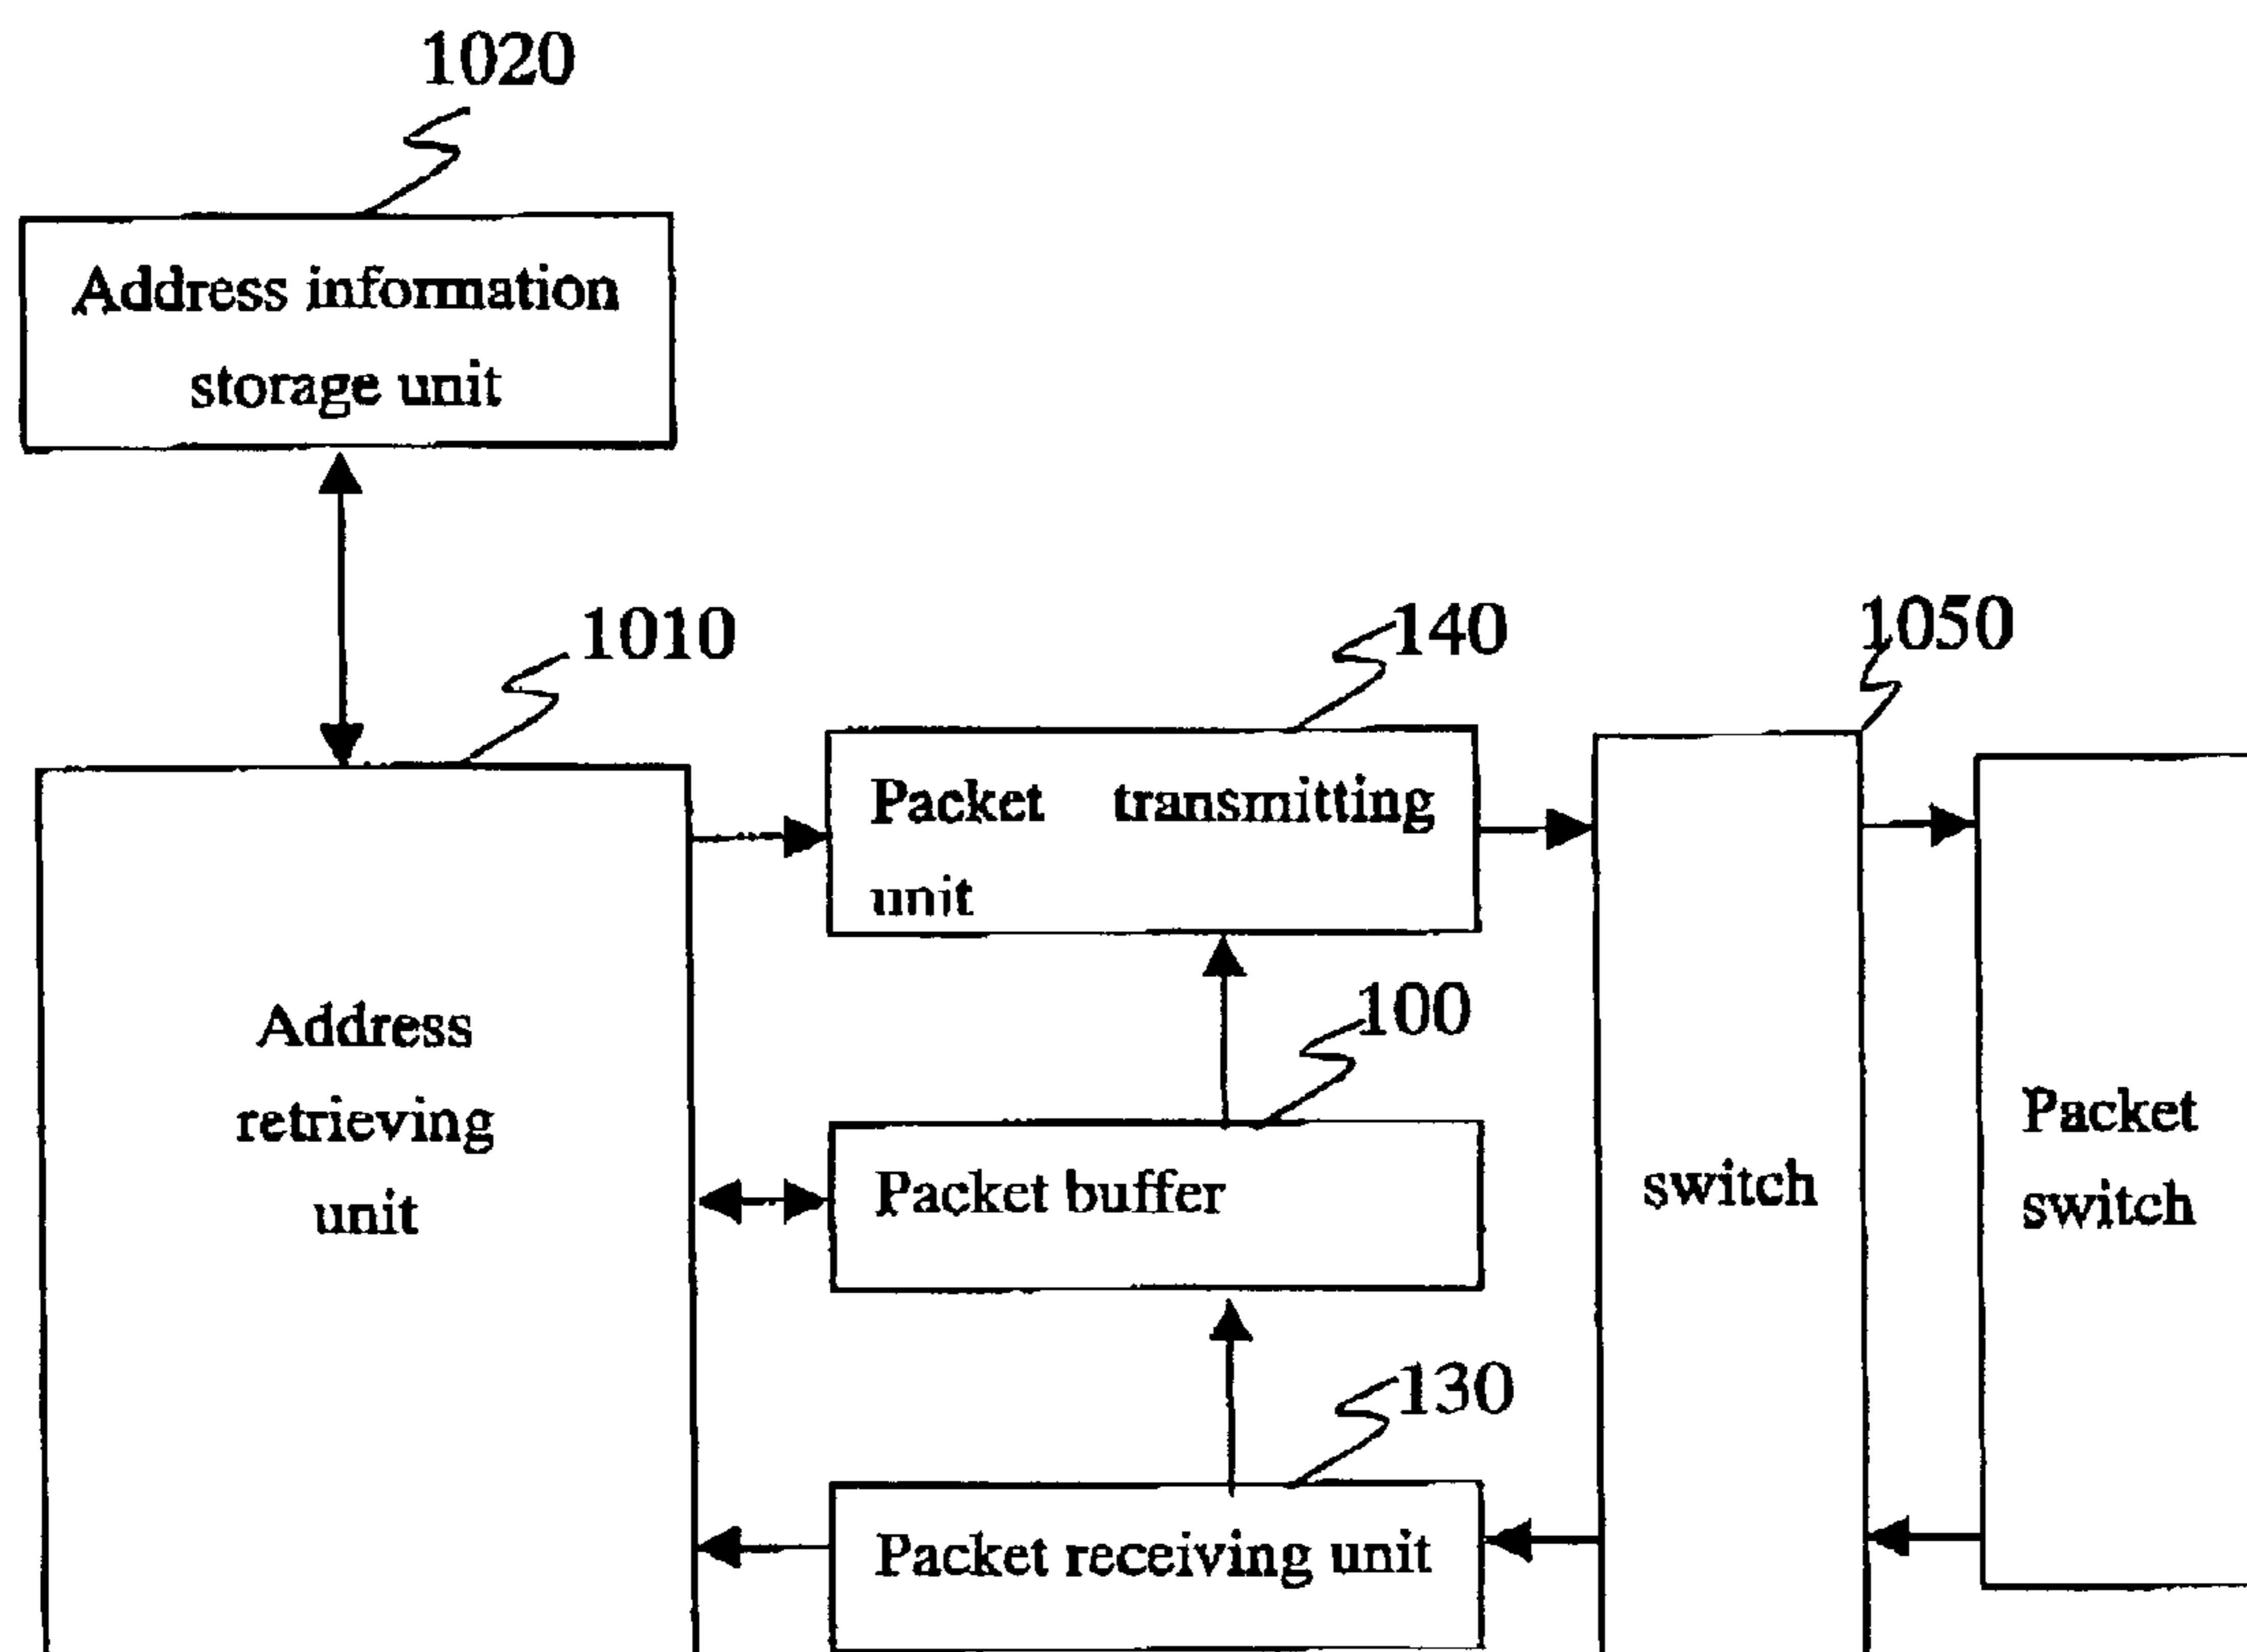 1020
Address information
storage unit
1010
140
1050
Packet transmitting
unit
Address
retrieving
unit
100
Packet buffer
switch
Packet
switch
130
Packet receiving unit